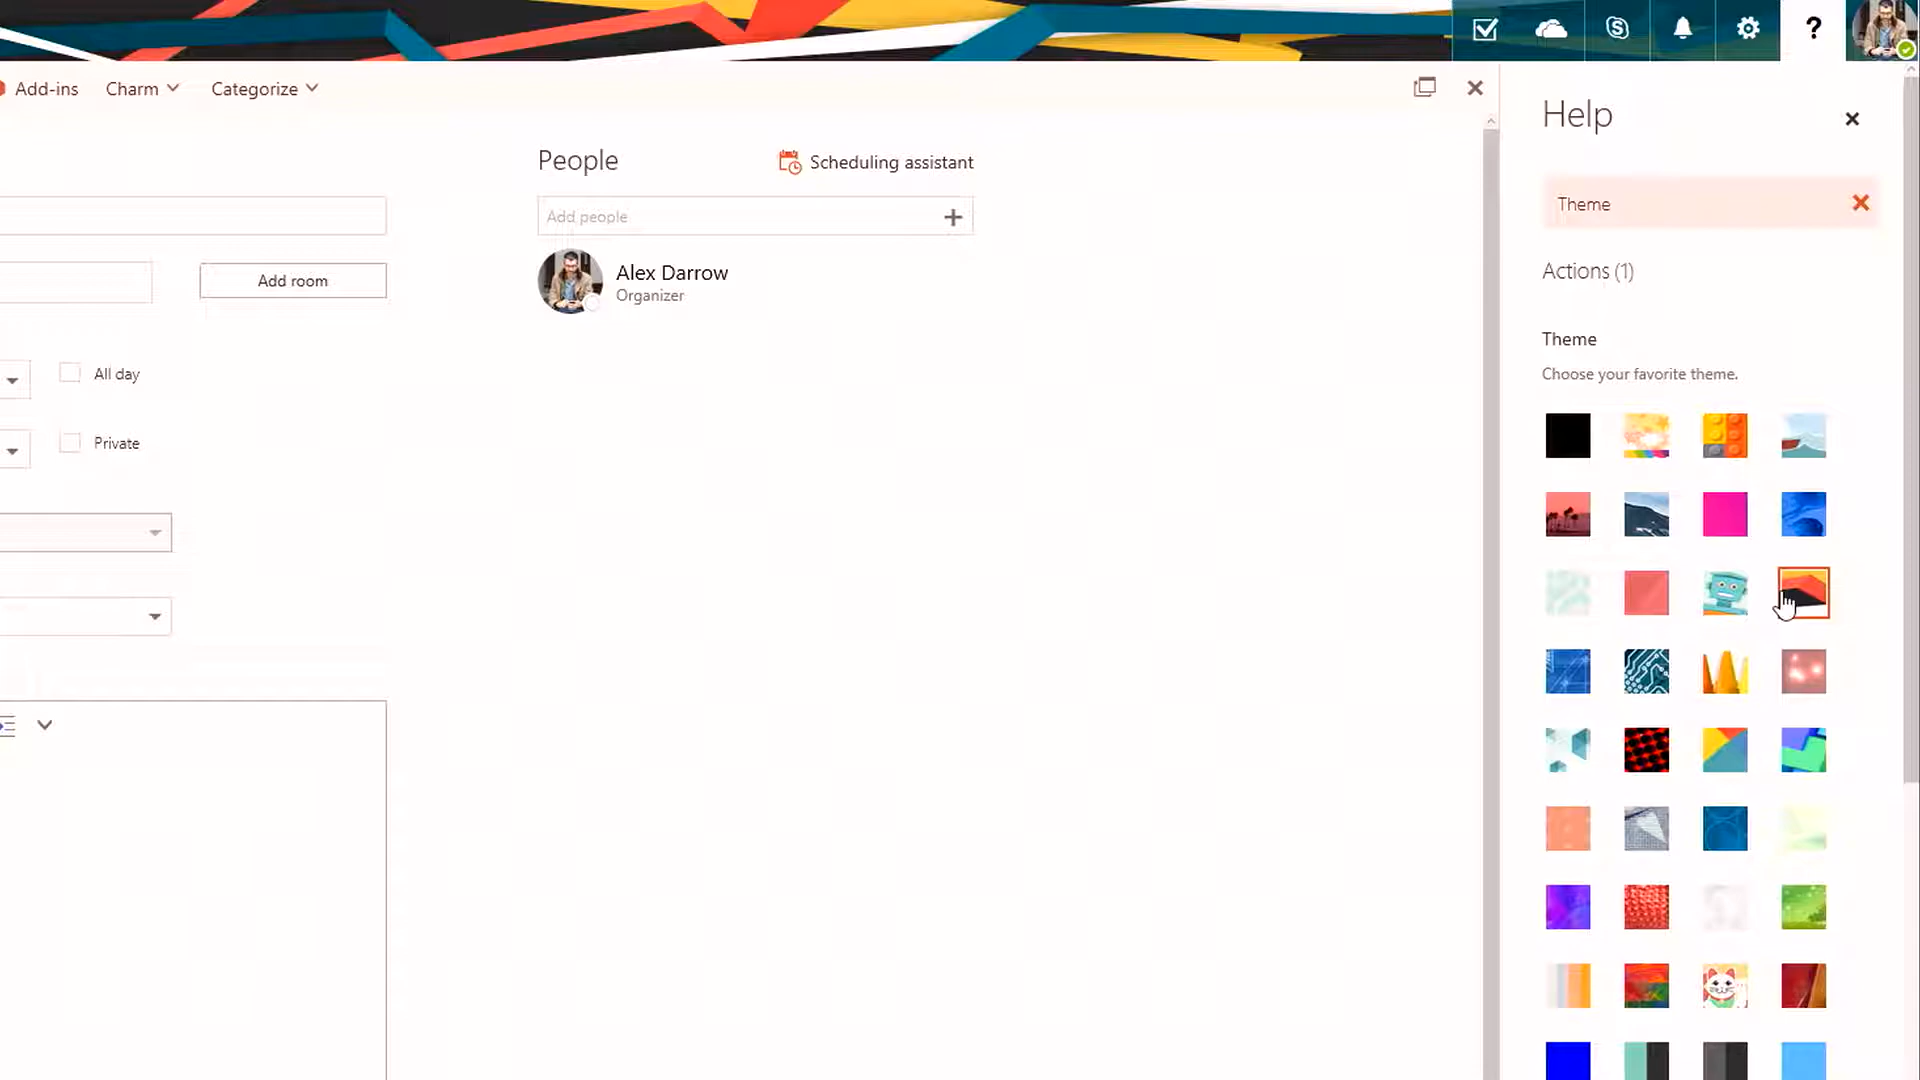 ?
Add-ins Charm Categorize
Help
People Scheduling assistant
Theme
Add people
Actions (1)
Alex Darrow
Organizer
Add room
Theme
Choose your favorite theme.
All day
Private